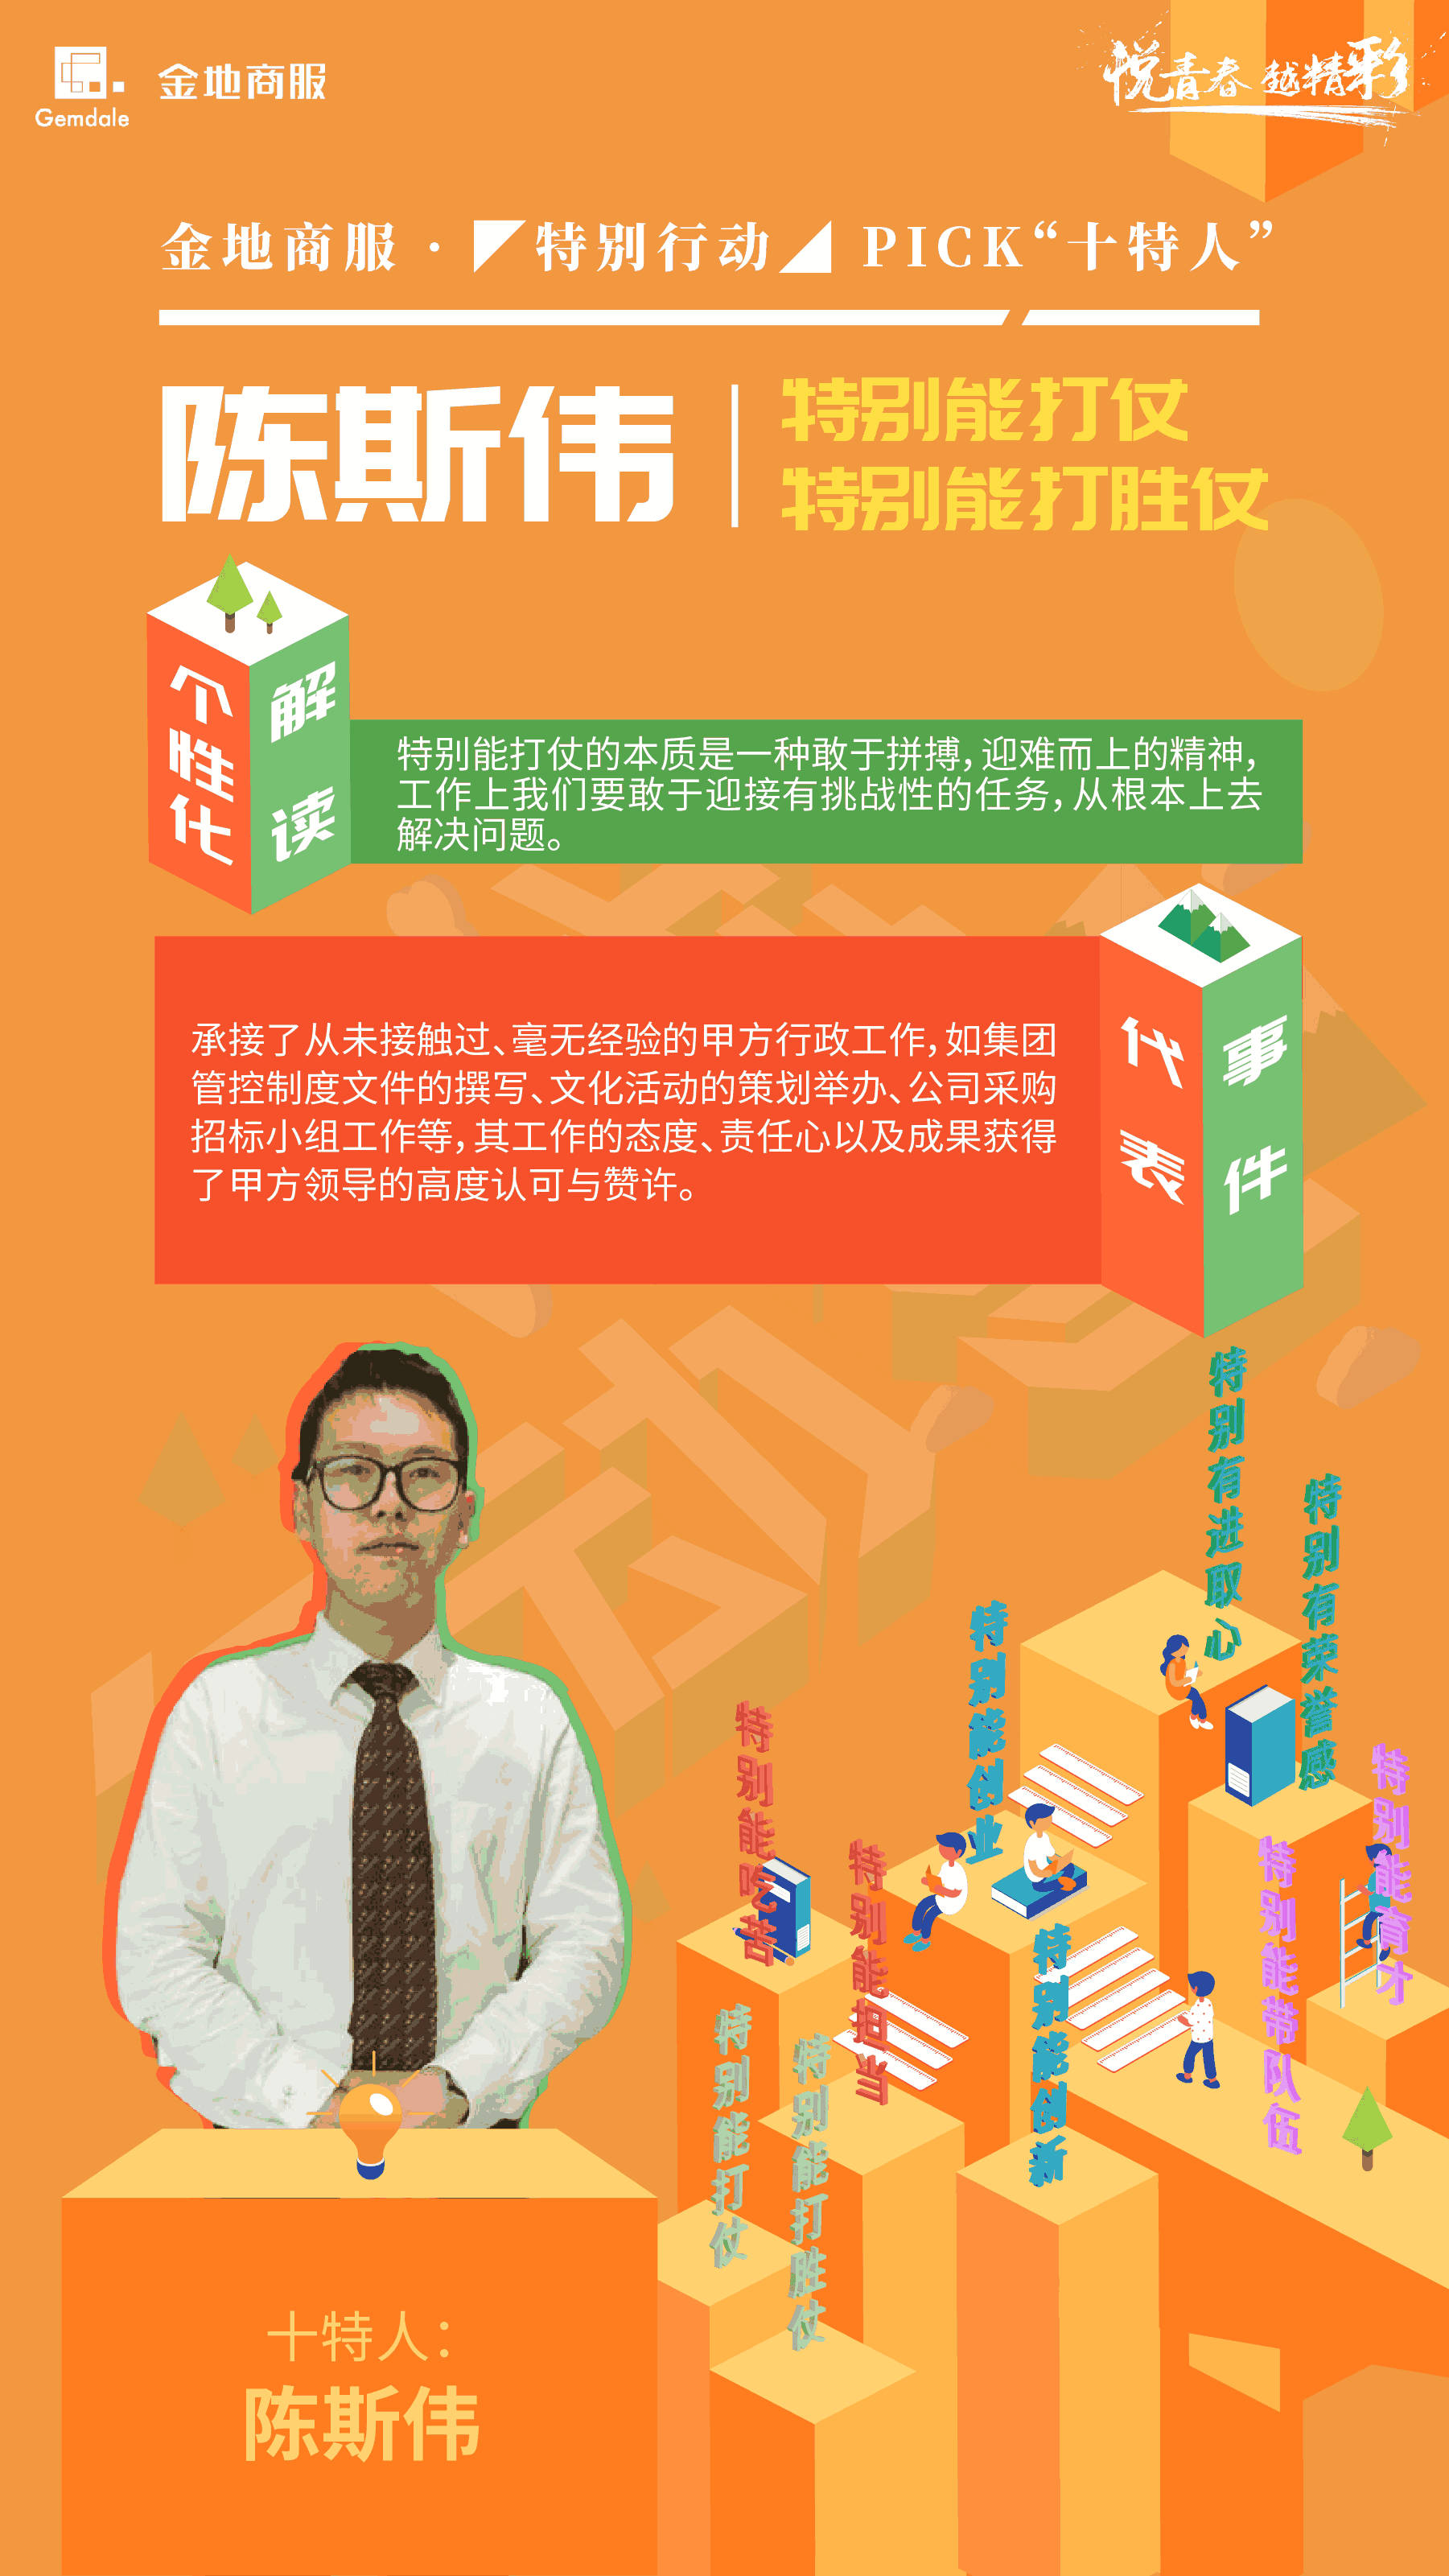 Gemdale
金地商服
悦青春 越精彩
金地商服·特别行动 PICK“十特人”
陈斯伟
特别能打仗
特别能打胜仗
个性化
解读
特别能打仗的本质是一种敢于拼搏，迎难而上的精神，
工作上我们要敢于迎接有挑战性的任务，从根本上去
解决问题。
代表
事件
承接了从未接触过、毫无经验的甲方行政工作，如集团
管控制度文件的撰写、文化活动的策划举办、公司采购
招标小组工作等，其工作的态度、责任心以及成果获得
了甲方领导的高度认可与赞许。
特别有进取心
特别有荣誉感
特别能创业
特别能吃苦
特别能育才
特别能担当
特别能带队伍
特别能创新
特别能打仗
特别能打胜仗
十特人：
陈斯伟